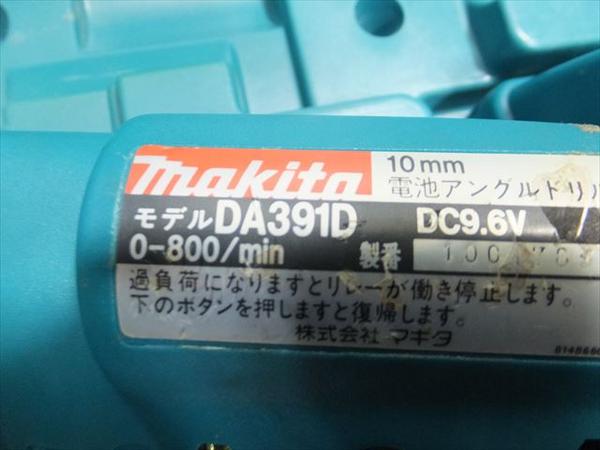 makita
10mm
電池アングルドリル
モデルDA391D
DC9.6V
0-800/min
製番
過負荷になりますとリレーが働き停止します。
下のボタンを押しますと復帰します。
株式会社 マキタ